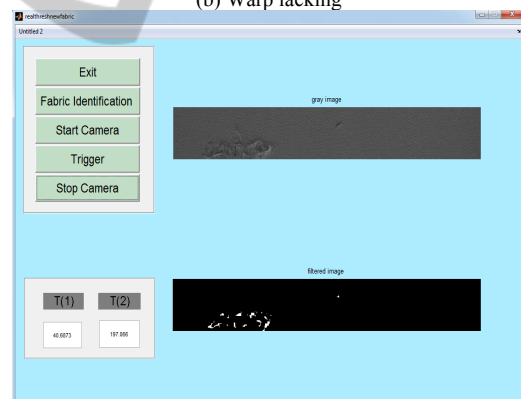 (b) Warp lacking
realthreshnewfabric
Untitled 2
Exit
Fabric Identification
Start Camera
Trigger
Stop Camera
gray image
filtered image
T(1) T(2)
40.6873 197.066